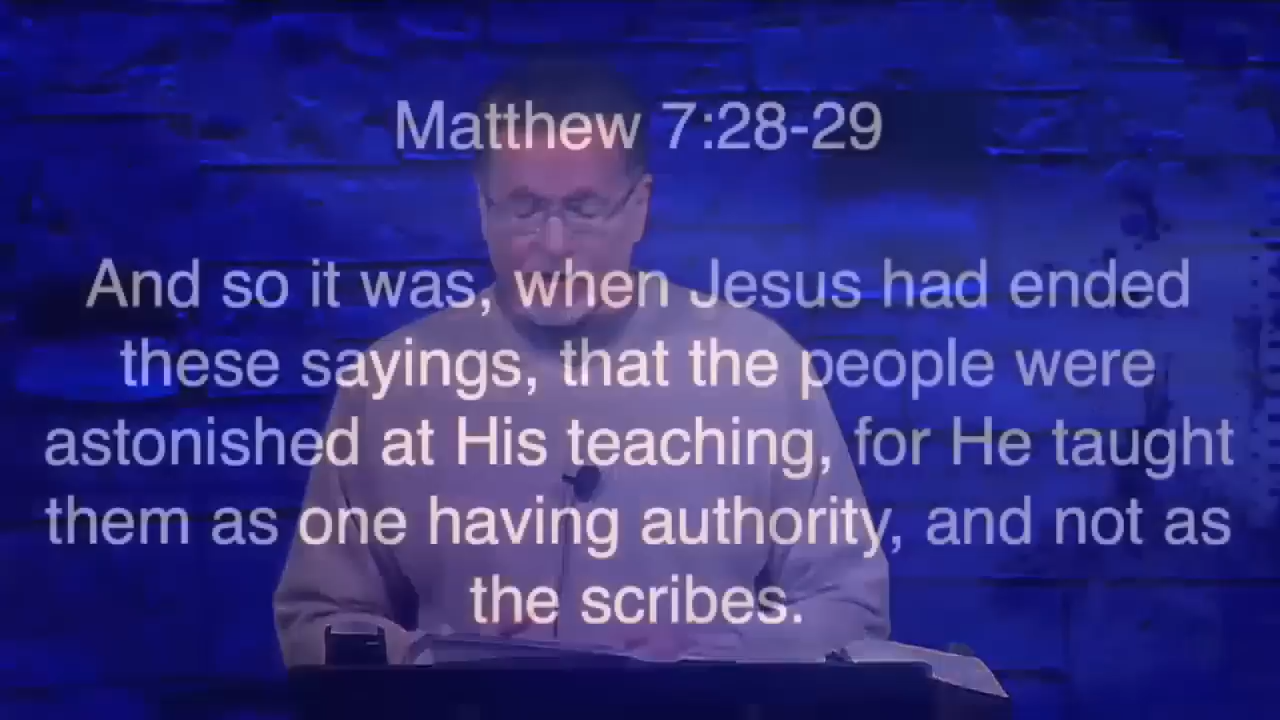 Matthew 7:28-29
And so it was, when Jesus had ended
these sayings, that the people were
astonished at His teaching, for He taught
them as one having authority, and not as
the scribes.